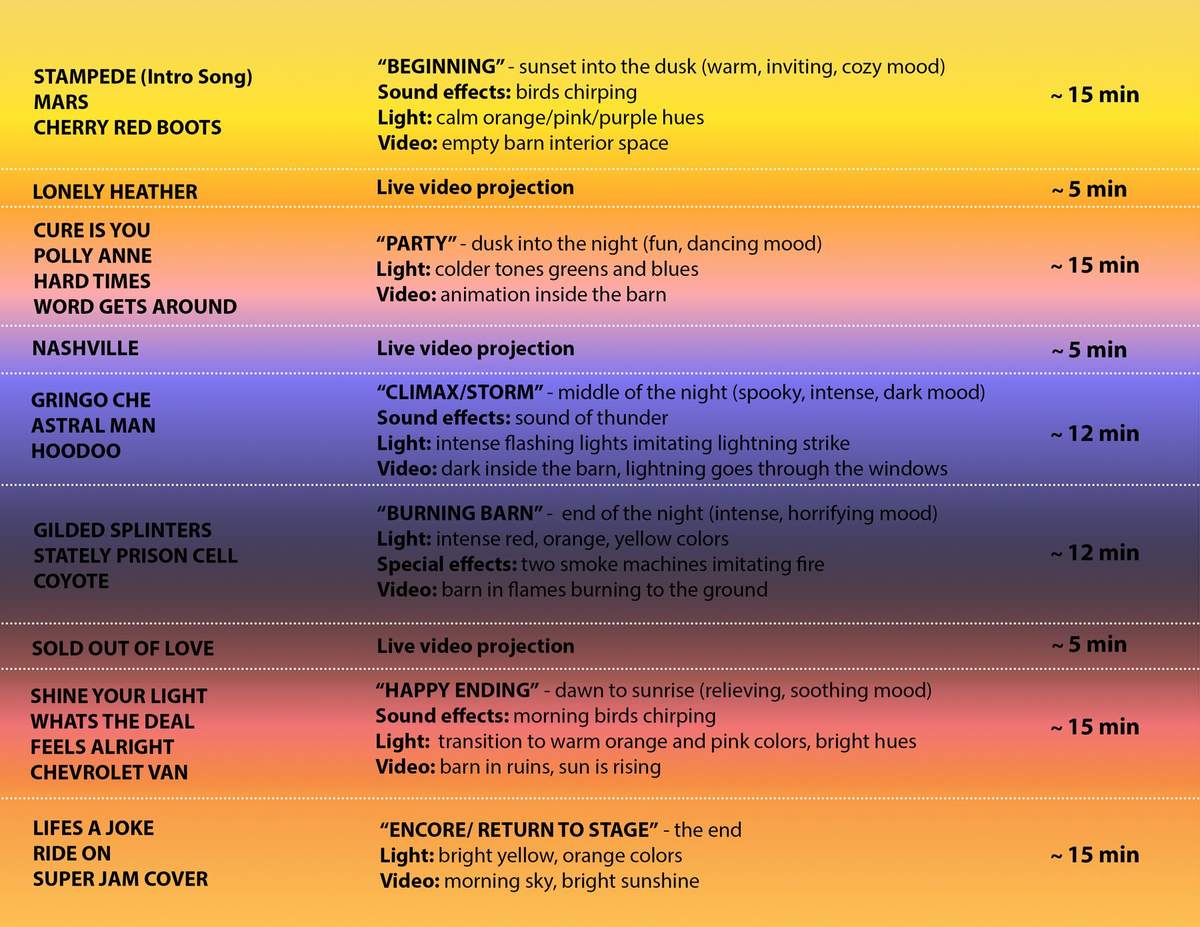 STAMPEDE (Intro Song)
MARS
CHERRY RED BOOTS
“BEGINNING” - sunset into the dusk (warm, inviting, cozy mood)
Sound effects: birds chirping
Light: calm orange/pink/purple hues
Video: empty barn interior space
~ 15 min
LONELY HEATHER
Live video projection
~ 5 min
CURE IS YOU
POLLY ANNE
HARD TIMES
WORD GETS AROUND
“PARTY” - dusk into the night (fun, dancing mood)
Light: colder tones greens and blues
Video: animation inside the barn
~ 15 min
NASHVILLE
Live video projection
~ 5 min
GRINGO CHE
ASTRAL MAN
HOODOO
“CLIMAX/STORM” - middle of the night (spooky, intense, dark mood)
Sound effects: sound of thunder
Light: intense flashing lights imitating lightning strike
Video: dark inside the barn, lightning goes through the windows
~ 12 min
GILDED SPLINTERS
STATELY PRISON CELL
COYOTE
“BURNING BARN” - end of the night (intense, horrifying mood)
Light: intense red, orange, yellow colors
Special effects: two smoke machines imitating fire
Video: barn in flames burning to the ground
~ 12 min
SOLD OUT OF LOVE
Live video projection
~ 5 min
SHINE YOUR LIGHT
WHATS THE DEAL
FEELS ALRIGHT
CHEVROLET VAN
“HAPPY ENDING” - dawn to sunrise (relieving, soothing mood)
Sound effects: morning birds chirping
Light: transition to warm orange and pink colors, bright hues
Video: barn in ruins, sun is rising
~ 15 min
LIFES A JOKE
RIDE ON
SUPER JAM COVER
“ENCORE/ RETURN TO STAGE” - the end
Light: bright yellow, orange colors
Video: morning sky, bright sunshine
~ 15 min